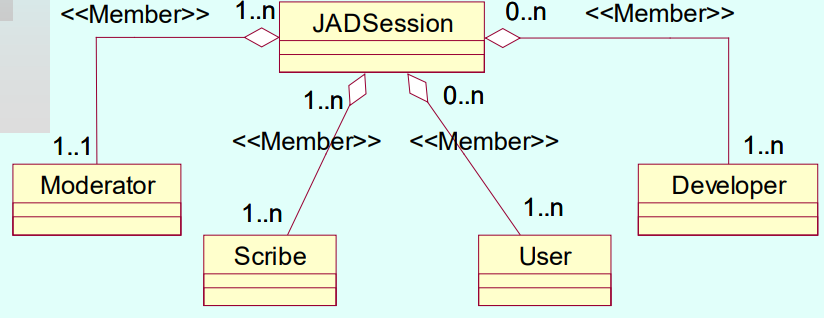 <<Member>> 1..n JADSession 0..n <<Member>>
1..n 0..n
<<Member>> <<Member>>
1..1 1..n
Moderator Developer
1..n 1..n
Scribe User